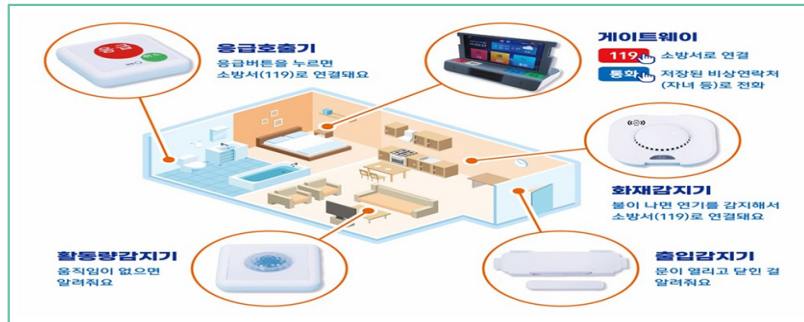 응급호출기
응급버튼을 누르면
소방서(119)로 연결돼요
게이트웨이
119 소방서로 연결
통화 저장된 비상연락처
(자녀 등)로 전화
화재감지기
불이 나면 연기를 감지해서
소방서(119)로 연결돼요
활동량감지기
움직임이 없으면
알려줘요
출입감지기
문이 열리고 닫힌 걸
알려줘요